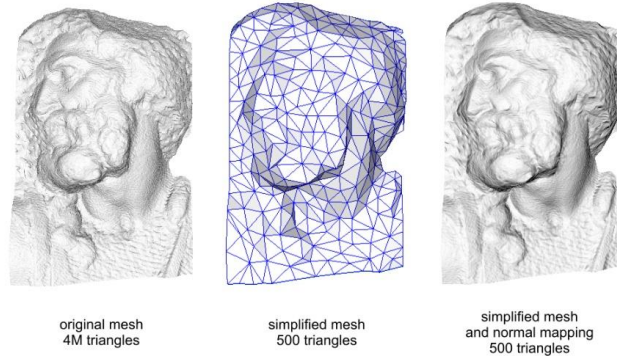 original mesh
4M triangles
simplified mesh
500 triangles
simplified mesh
and normal mapping
500 triangles